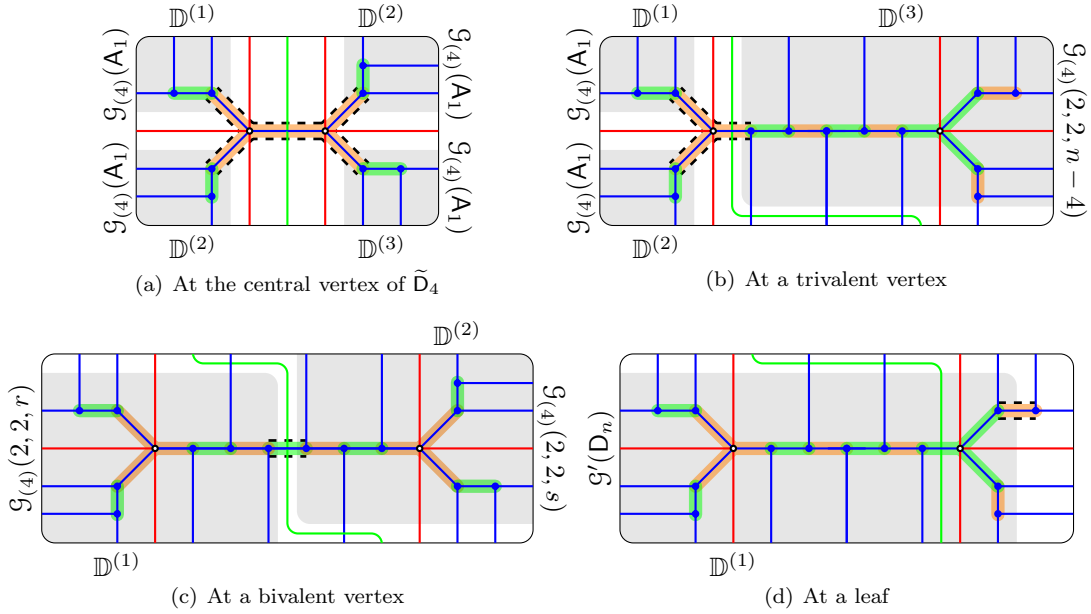 𝔻^{(1)} 𝔻^{(2)}
𝒢_{(4)}(A_1) 𝒢_{(4)}(A_1)
𝒢_{(4)}(A_1) 𝒢_{(4)}(A_1)
𝔻^{(2)} 𝔻^{(3)}
(a) At the central vertex of D̃_4
𝔻^{(3)}
𝒢_{(4)}(A_1) 𝒢_{(4)}(2, 2, n − 4)
𝒢_{(4)}(A_1)
𝔻^{(2)}
(b) At a trivalent vertex
𝔻^{(2)}
𝒢_{(4)}(2, 2, r) 𝒢_{(4)}(2, 2, s)
𝔻^{(1)}
(c) At a bivalent vertex
𝒢′(D_n)
𝔻^{(1)}
(d) At a leaf